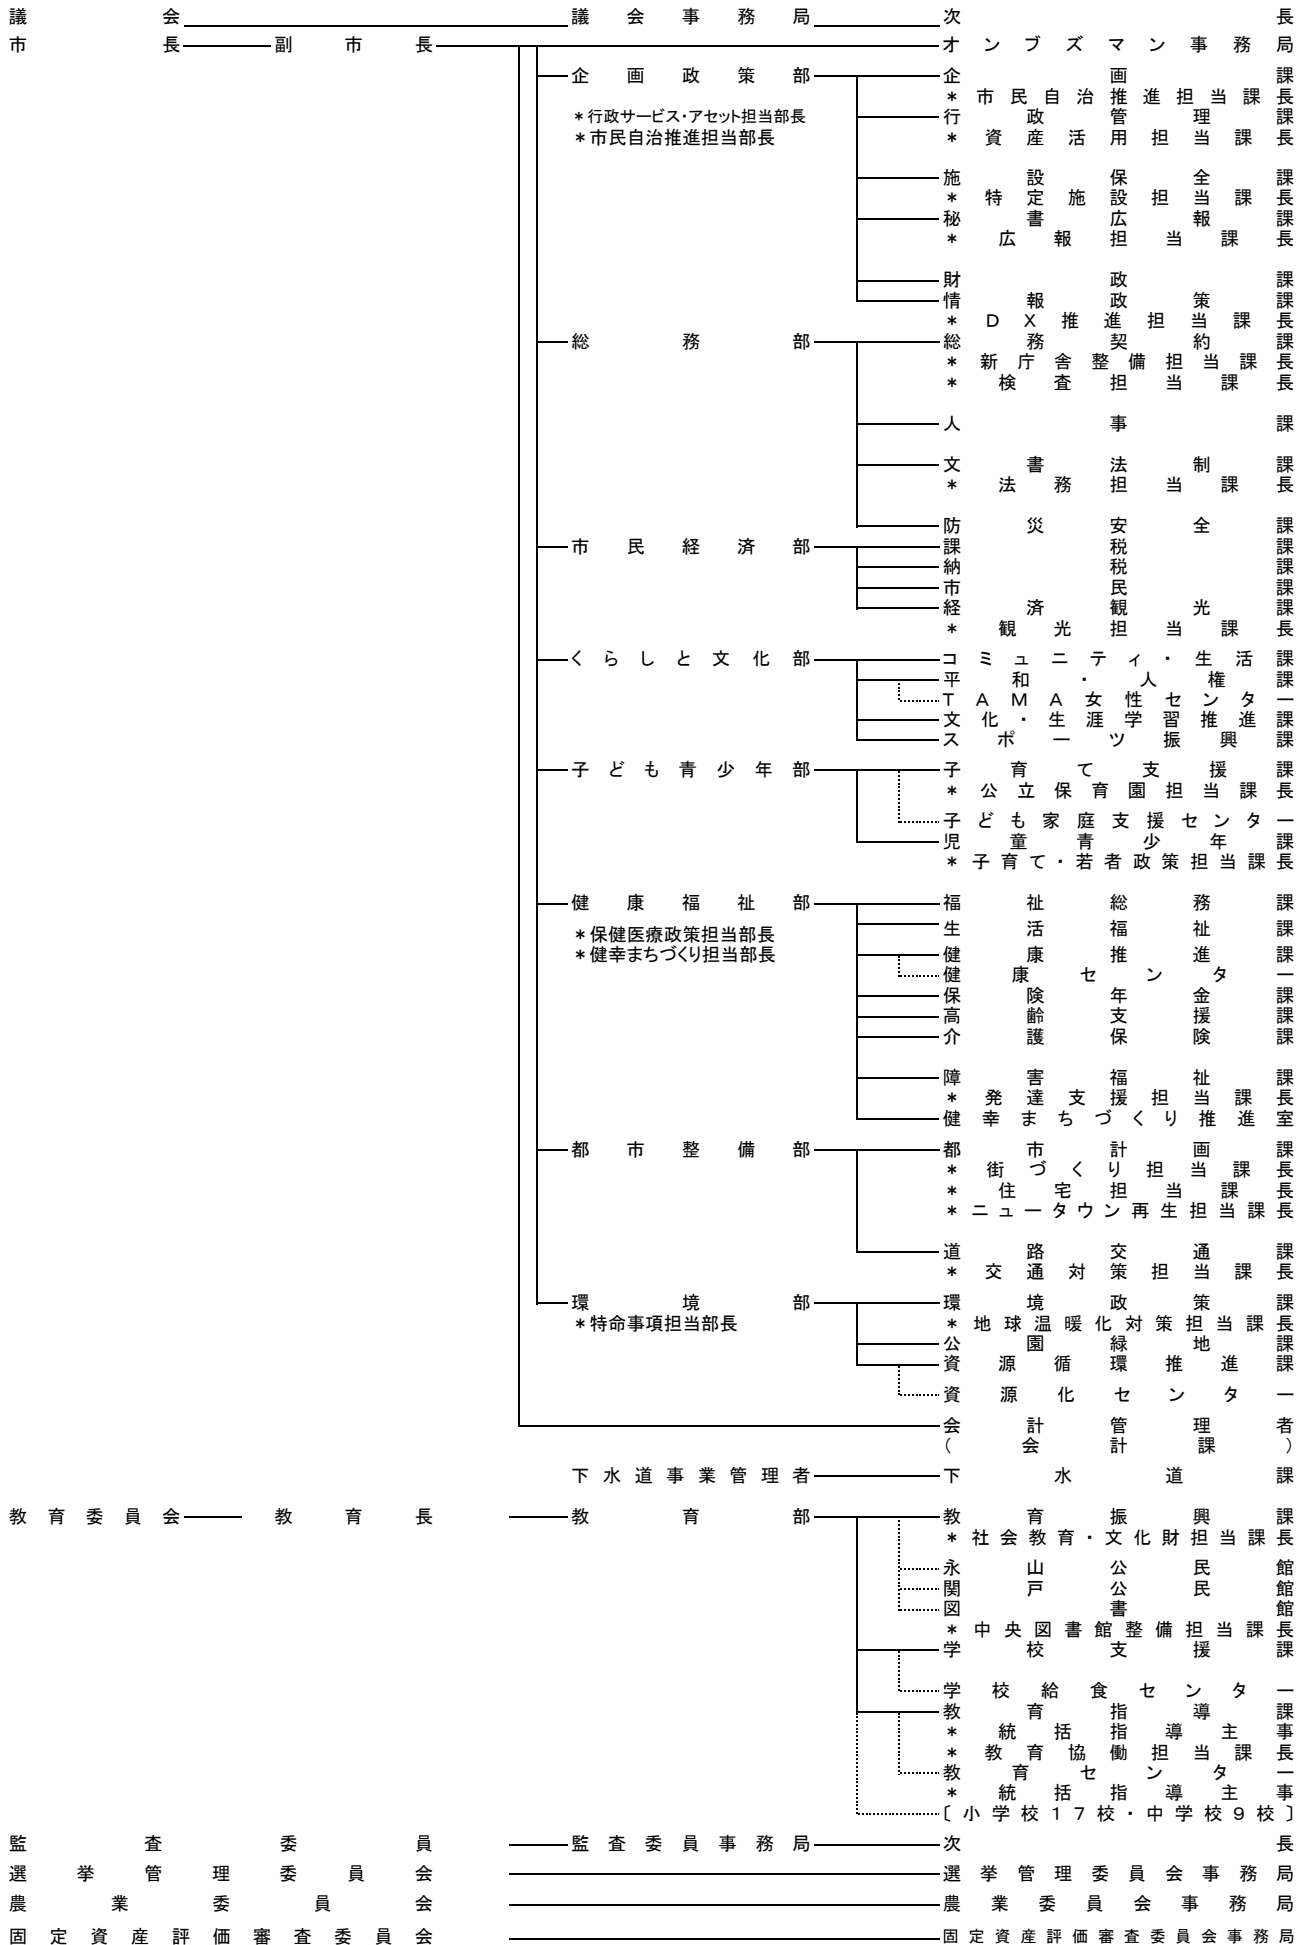 議会 議会事務局 次長
市長 副市長 オンブズマン事務局
企画政策部 企画課
＊市民自治推進担当課長
＊行政サービス・アセット担当部長 行政管理課
＊市民自治推進担当部長 ＊資産活用担当課長
施設保全課
＊特定施設担当課長
秘書広報課
＊広報担当課長
財政課
情報政策課
＊DX推進担当課長
総務部 総務契約課
＊新庁舎整備担当課長
＊検査担当課長
人事課
文書法制課
＊法務担当課長
防災安全課
市民経済部 課税課
納税課
市民課
経済観光課
＊観光担当課長
くらしと文化部 コミュニティ・生活課
平和・人権課
TAMA女性センター
文化・生涯学習推進課
スポーツ振興課
子ども青少年部 子育て支援課
＊公立保育園担当課長
子ども家庭支援センター
児童青少年課
＊子育て・若者政策担当課長
健康福祉部 福祉総務課
生活福祉課
＊保健医療政策担当部長
＊健幸まちづくり担当部長 健康推進課
健康センター
保険年金課
高齢支援課
介護保険課
障害福祉課
＊発達支援担当課長
健幸まちづくり推進室
都市整備部 都市計画課
＊街づくり担当課長
＊住宅担当課長
＊ニュータウン再生担当課長
道路交通課
＊交通対策担当課長
環境部 環境政策課
＊特命事項担当部長 ＊地球温暖化対策担当課長
公園緑地課
資源循環推進課
資源化センター
会計管理者
(会計課)
下水道事業管理者 下水道課
教育委員会 教育長 教育部 教育振興課
＊社会教育・文化財担当課長
永山公民館
関戸公民館
図書館
＊中央図書館整備担当課長
学校支援課
学校給食センター
教育指導課
＊統括指導主事
＊教育協働担当課長
教育センター
＊統括指導主事
〔小学校17校・中学校9校〕
監査委員 監査委員事務局 次長
選挙管理委員会 選挙管理委員会事務局
農業委員会 農業委員会事務局
固定資産評価審査委員会 固定資産評価審査委員会事務局